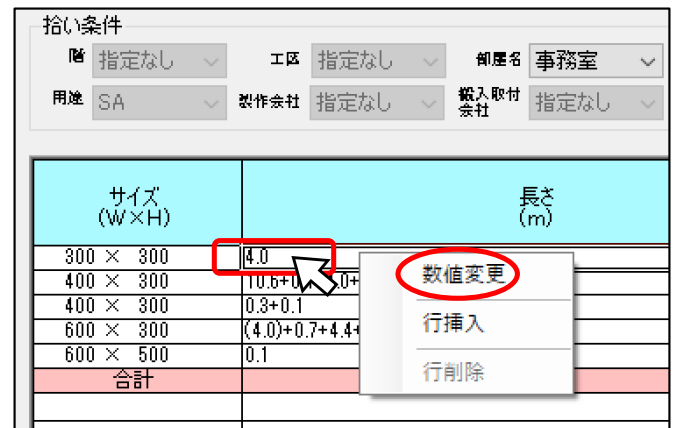 拾い条件
階 指定なし 工区 指定なし 部屋名 事務室
用途 SA 製作会社 指定なし 搬入取付会社 指定なし
サイズ
(W×H)
長さ
(m)
300 × 300 4.0
400 × 300 10.6+0
400 × 300 0.3+0.1
600 × 300 (4.0)+0.7+4.4+
600 × 500 0.1
合計
数値変更
行挿入
行削除